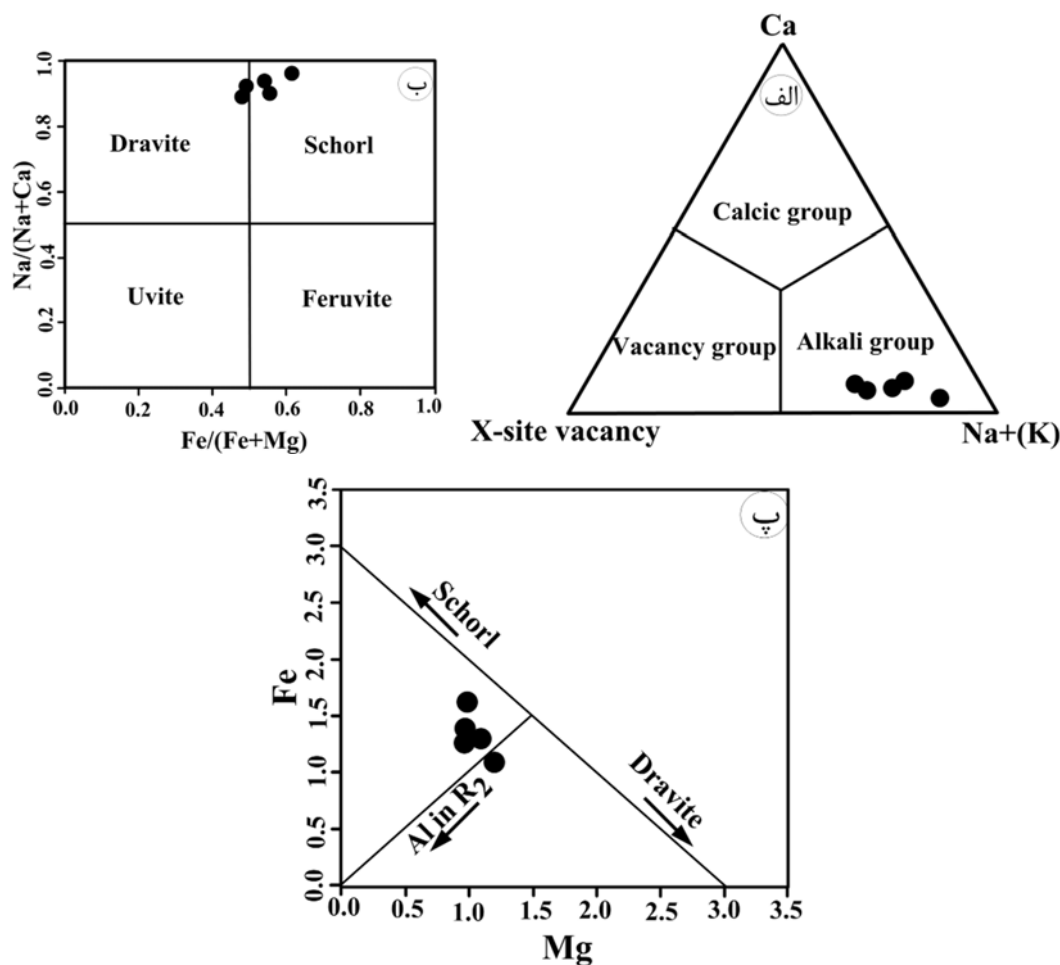 ب
1.0
0.8
0.6
0.4
0.2
0.0
Na/(Na+Ca)
Dravite
Schorl
Uvite
Feruvite
0.0 0.2 0.4 0.6 0.8 1.0
Fe/(Fe+Mg)
Ca
الف
Calcic group
Vacancy group
Alkali group
X-site vacancy
Na+(K)
پ
3.5
3.0
2.5
2.0
1.5
1.0
0.5
0.0
Fe
Schorl
Dravite
Al in R2
0.0 0.5 1.0 1.5 2.0 2.5 3.0 3.5
Mg